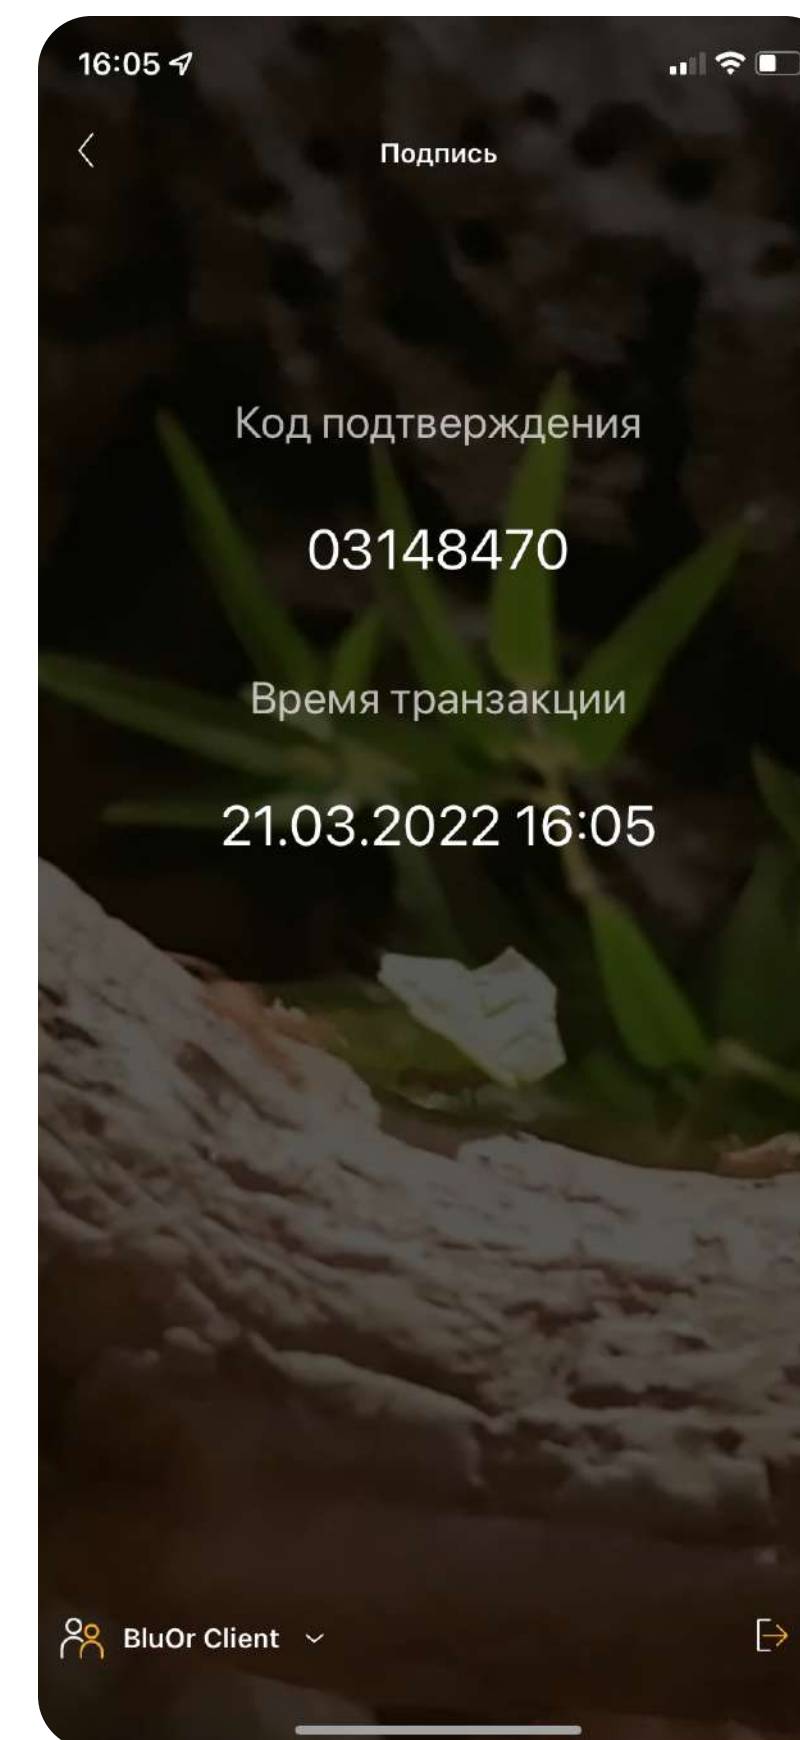 16:05
Подпись
Код подтверждения
03148470
Время транзакции
21.03.2022 16:05
BluOr Client